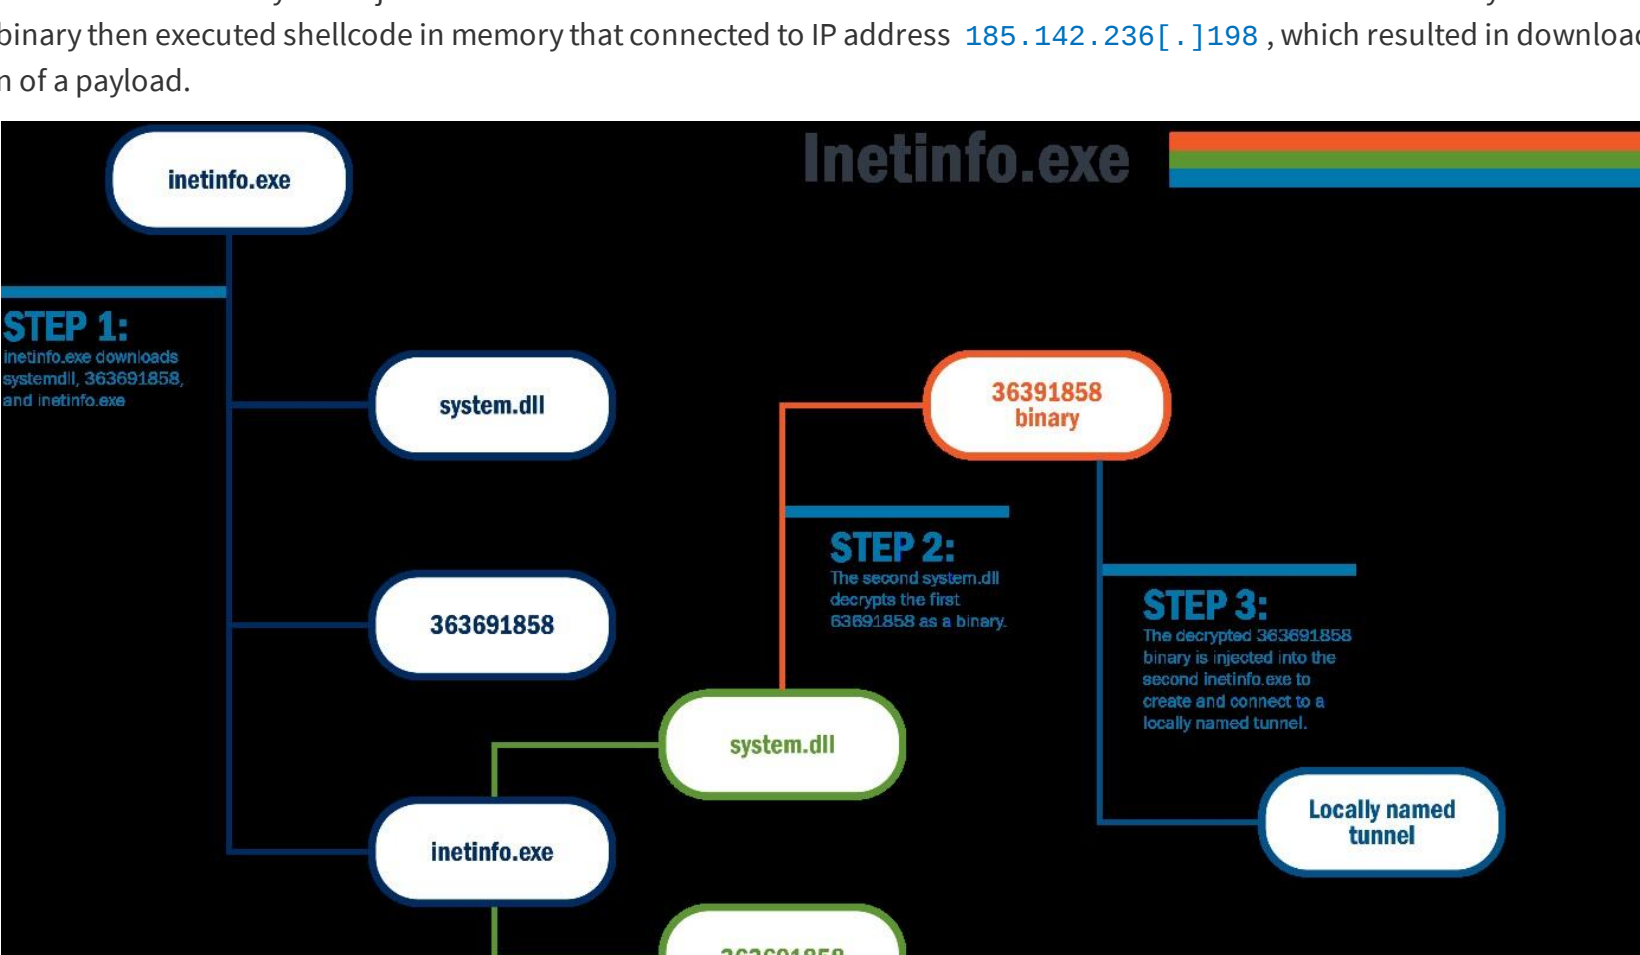 binary then executed shellcode in memory that connected to IP address 185.142.236[.]198 , which resulted in download
of a payload.
inetinfo.exe
Inetinfo.exe
STEP 1:
inetinfo.exe downloads
systemdll, 363691858,
and inetinfo.exe
system.dll
36391858
binary
STEP 2:
The second system.dll
decrypts the first
63691858 as a binary.
363691858
STEP 3:
The decrypted 363691858
binary is injected into the
second inetinfo.exe to
create and connect to a
locally named tunnel.
system.dll
Locally named
tunnel
inetinfo.exe
363691858